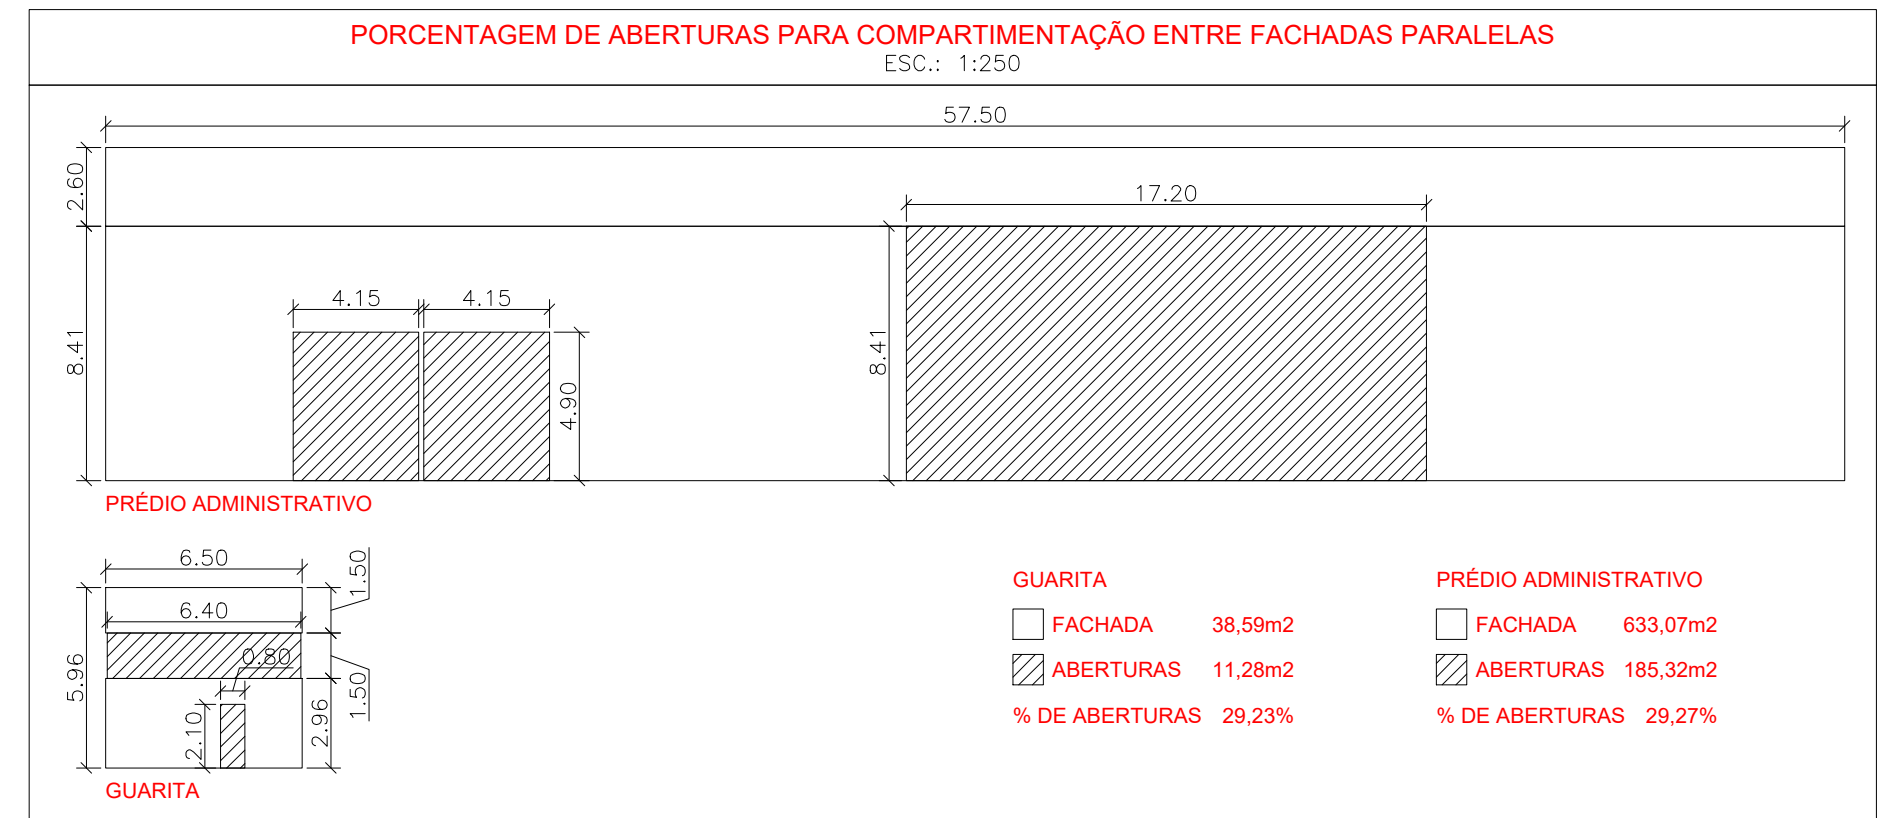 PORCENTAGEM DE ABERTURAS PARA COMPARTIMENTAÇÃO ENTRE FACHADAS PARALELAS
ESC.: 1:250
57.50
2.60
17.20
8.41
4.15
4.15
4.90
8.41
PRÉDIO ADMINISTRATIVO
6.50
1.50
6.40
0.80
5.96
1.50
2.10
2.96
GUARITA
GUARITA
FACHADA 38,59m2
ABERTURAS 11,28m2
% DE ABERTURAS 29,23%
PRÉDIO ADMINISTRATIVO
FACHADA 633,07m2
ABERTURAS 185,32m2
% DE ABERTURAS 29,27%